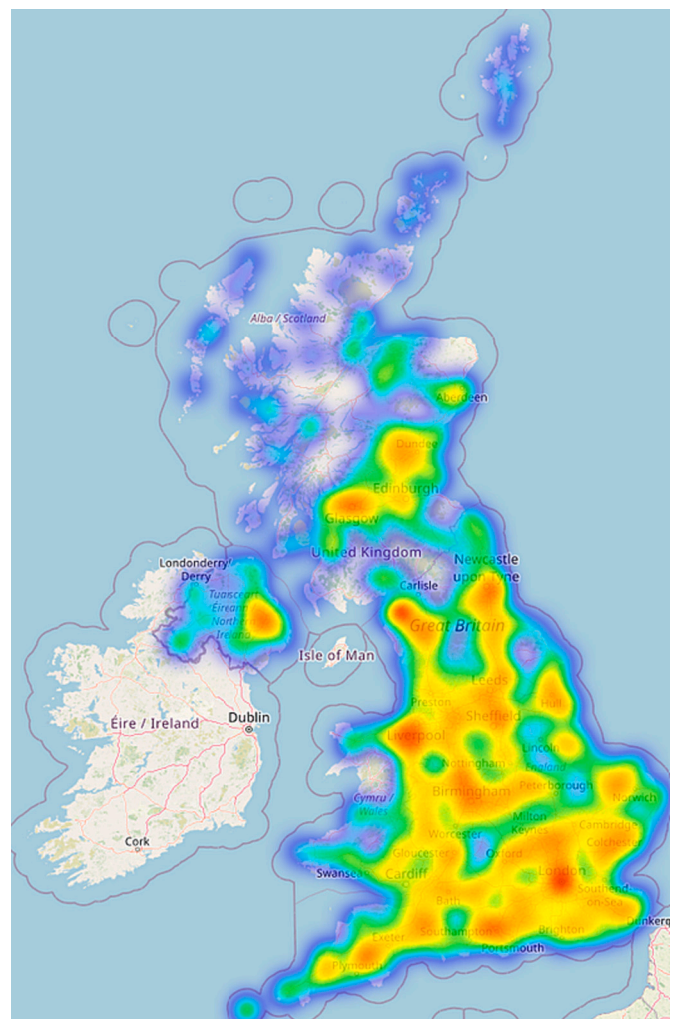 Alba / Scotland
Aberdeen
Dundee
Edinburgh
Glasgow
United Kingdom
Newcastle
upon Tyne
Londonderry/
Derry
Carlisle
Tuaisceart
Éireann
Northern
Ireland
Great Britain
Isle of Man
Leeds
Preston
Hull
Éire / Ireland
Dublin
Sheffield
Liverpool
Lincoln
Nottingham
England
Birmingham
Peterborough
Norwich
Cymru /
Wales
Milton
Keynes
Cambridge
Worcester
Colchester
Cork
Gloucester
Oxford
Swansea
Cardiff
London
Southend-
on-Sea
Bath
Southampton
Brighton
Dunkerq
Exeter
Portsmouth
Plymouth